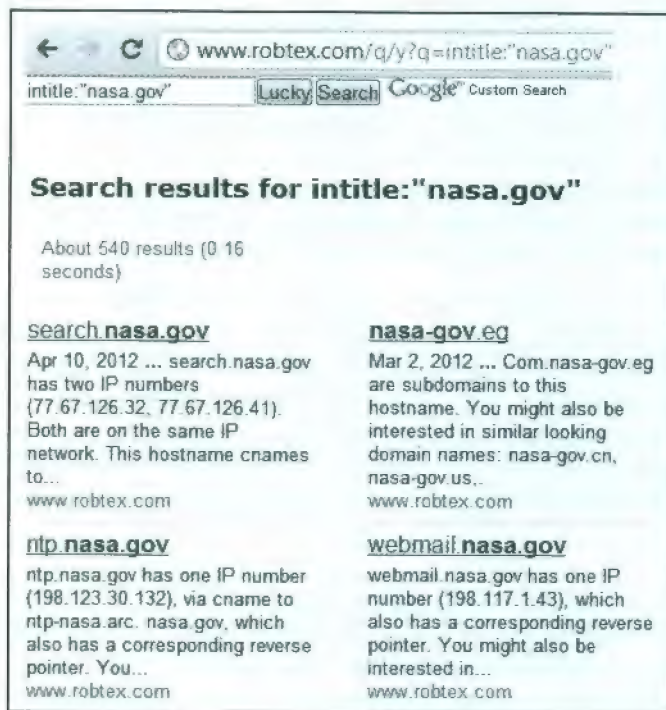 www.robtex.com/q/y?q=intitle:"nasa.gov"
intitle:"nasa.gov" Lucky Search Google™ Custom Search
Search results for intitle:"nasa.gov"
About 540 results (0 16
seconds)
search.nasa.gov
Apr 10, 2012 ... search.nasa.gov
has two IP numbers
(77.67.126.32, 77.67.126.41).
Both are on the same IP
network. This hostname cnames
to...
www.robtex.com
nasa-gov.eg
Mar 2, 2012 ... Com.nasa-gov.eg
are subdomains to this
hostname. You might also be
interested in similar looking
domain names: nasa-gov.cn,
nasa-gov.us,.
www.robtex.com
ntp.nasa.gov
ntp.nasa.gov has one IP number
(198.123.30.132), via cname to
ntp-nasa.arc. nasa.gov, which
also has a corresponding reverse
pointer. You...
www.robtex.com
webmail.nasa.gov
webmail.nasa.gov has one IP
number (198.117.1.43), which
also has a corresponding reverse
pointer. You might also be
interested in...
www.robtex.com